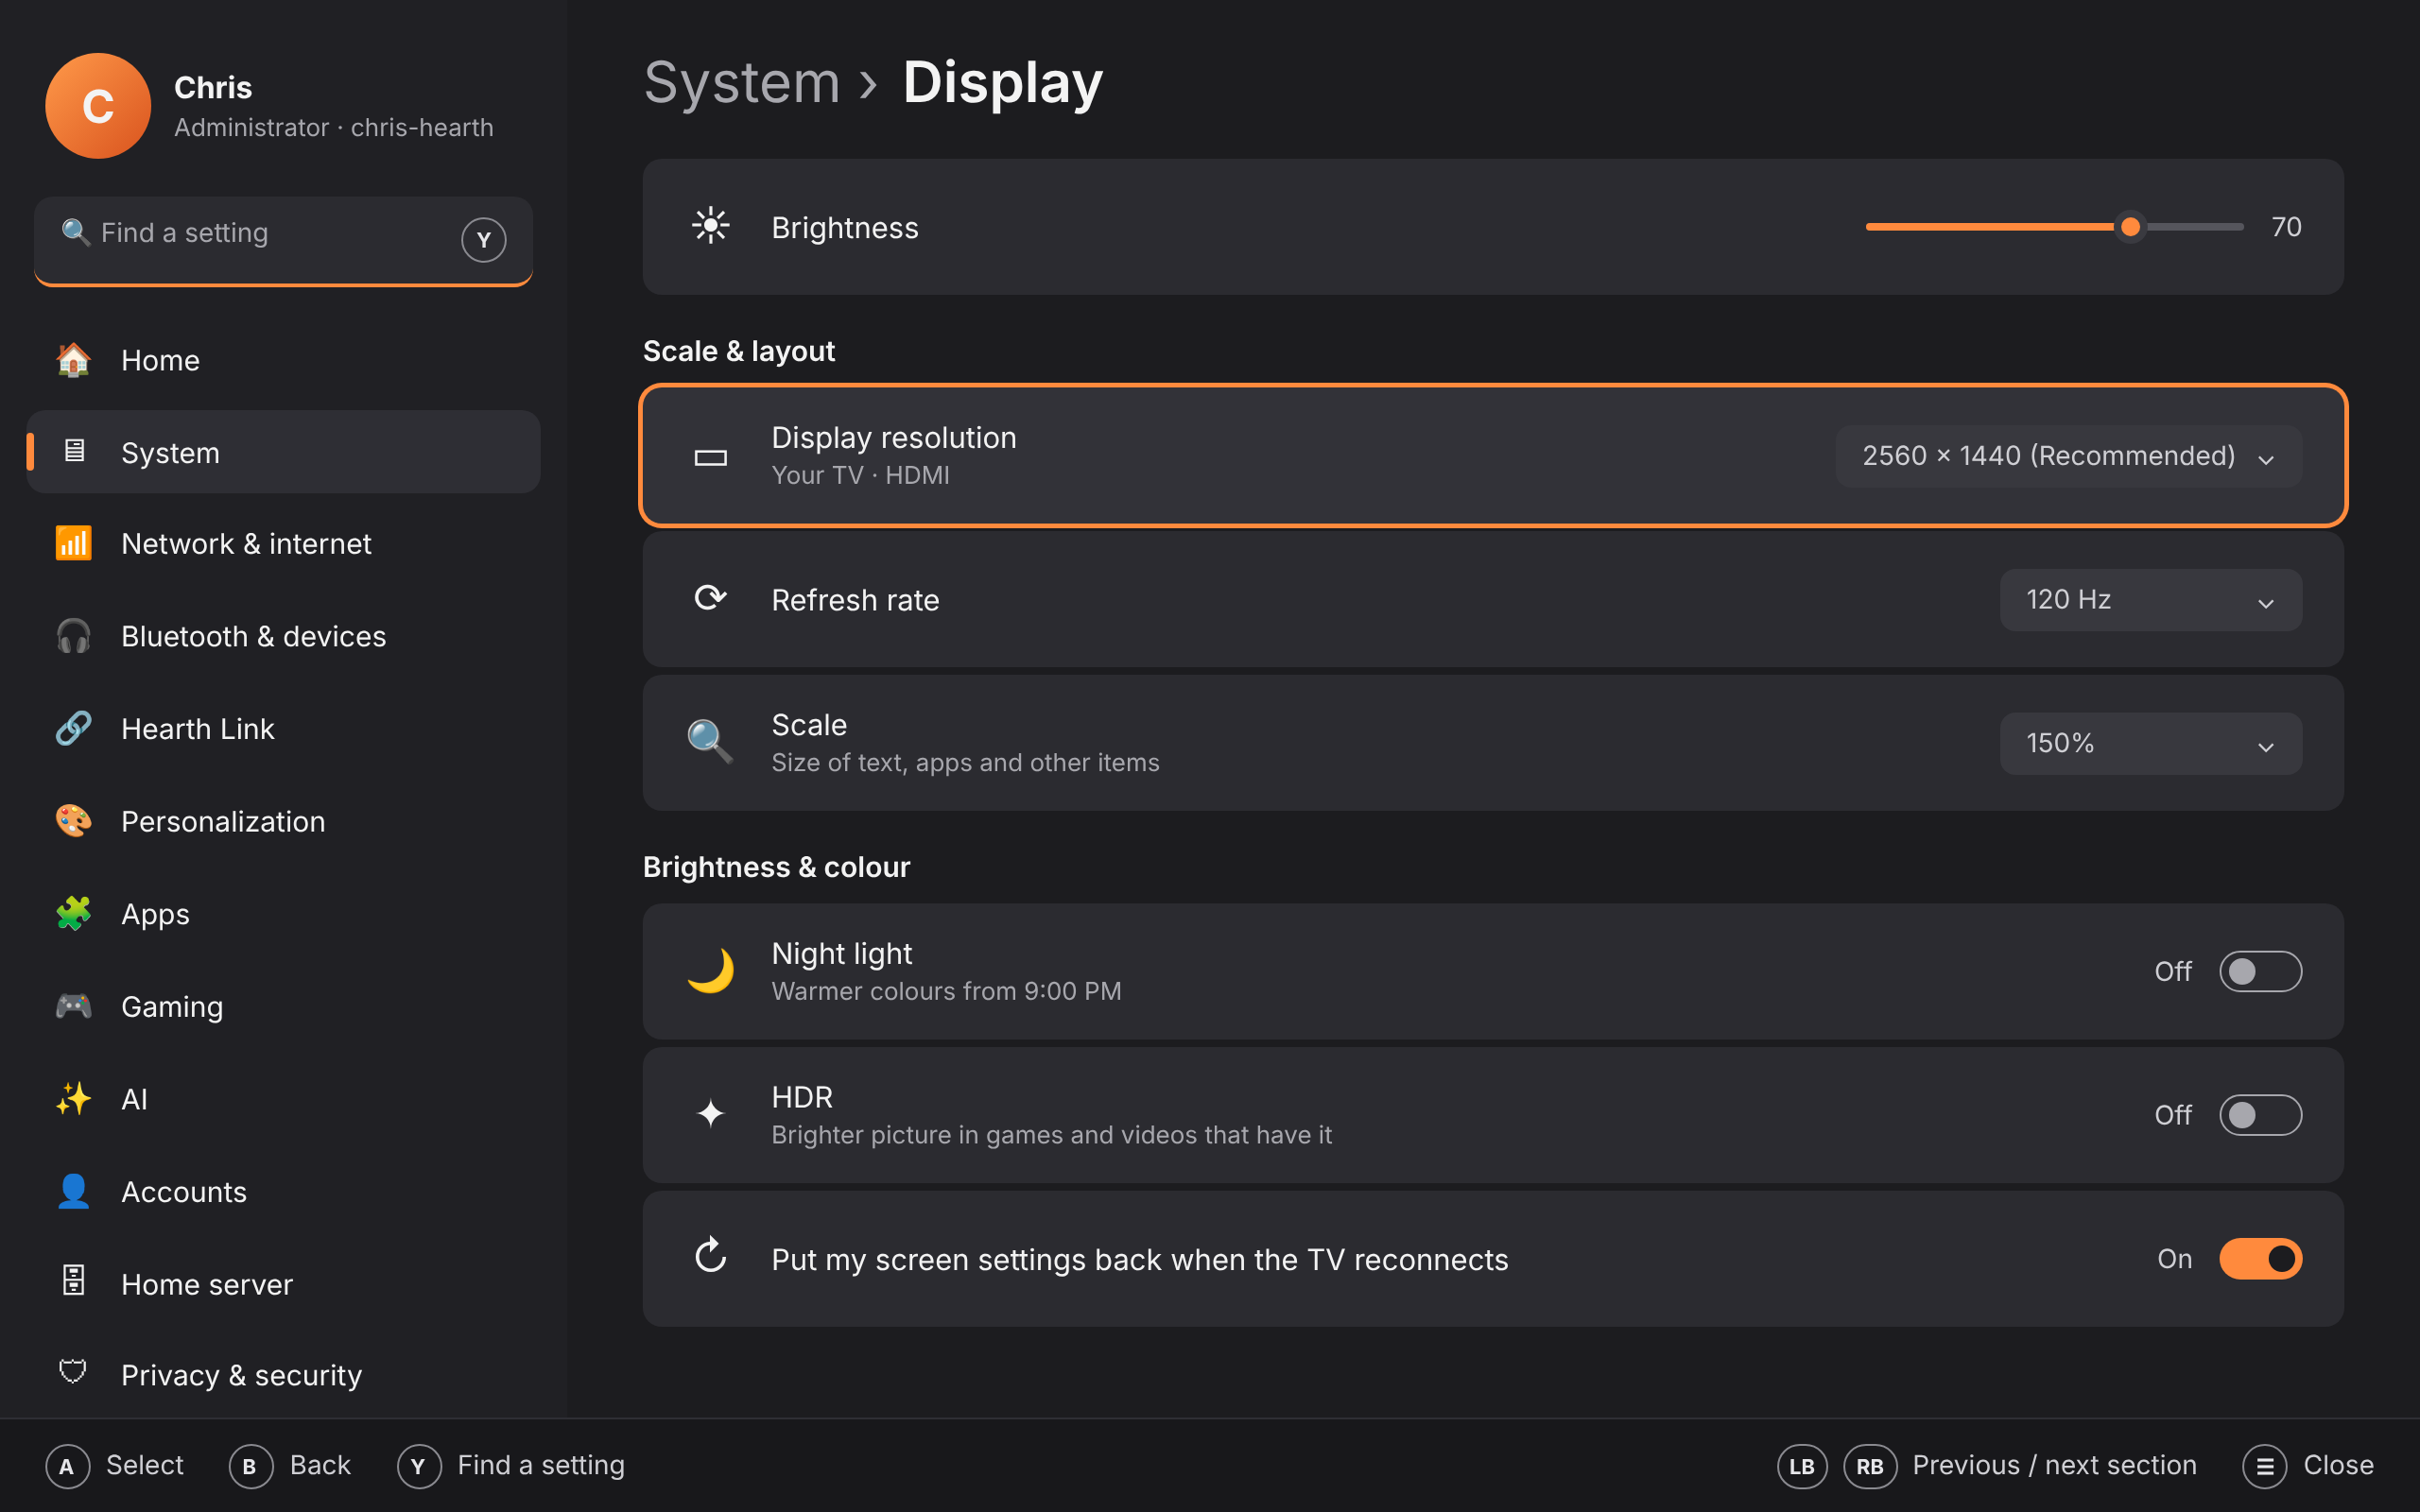 C
Chris
Administrator · chris-hearth
Find a setting
Y
Home
System
Network & internet
Bluetooth & devices
Hearth Link
Personalization
Apps
Gaming
AI
Accounts
Home server
Privacy & security
System › Display
Brightness
70
Scale & layout
Display resolution
Your TV · HDMI
2560 × 1440 (Recommended)
Refresh rate
120 Hz
Scale
Size of text, apps and other items
150%
Brightness & colour
Night light
Warmer colours from 9:00 PM
Off
HDR
Brighter picture in games and videos that have it
Off
Put my screen settings back when the TV reconnects
On
A Select B Back Y Find a setting
LB RB Previous / next section ☰ Close